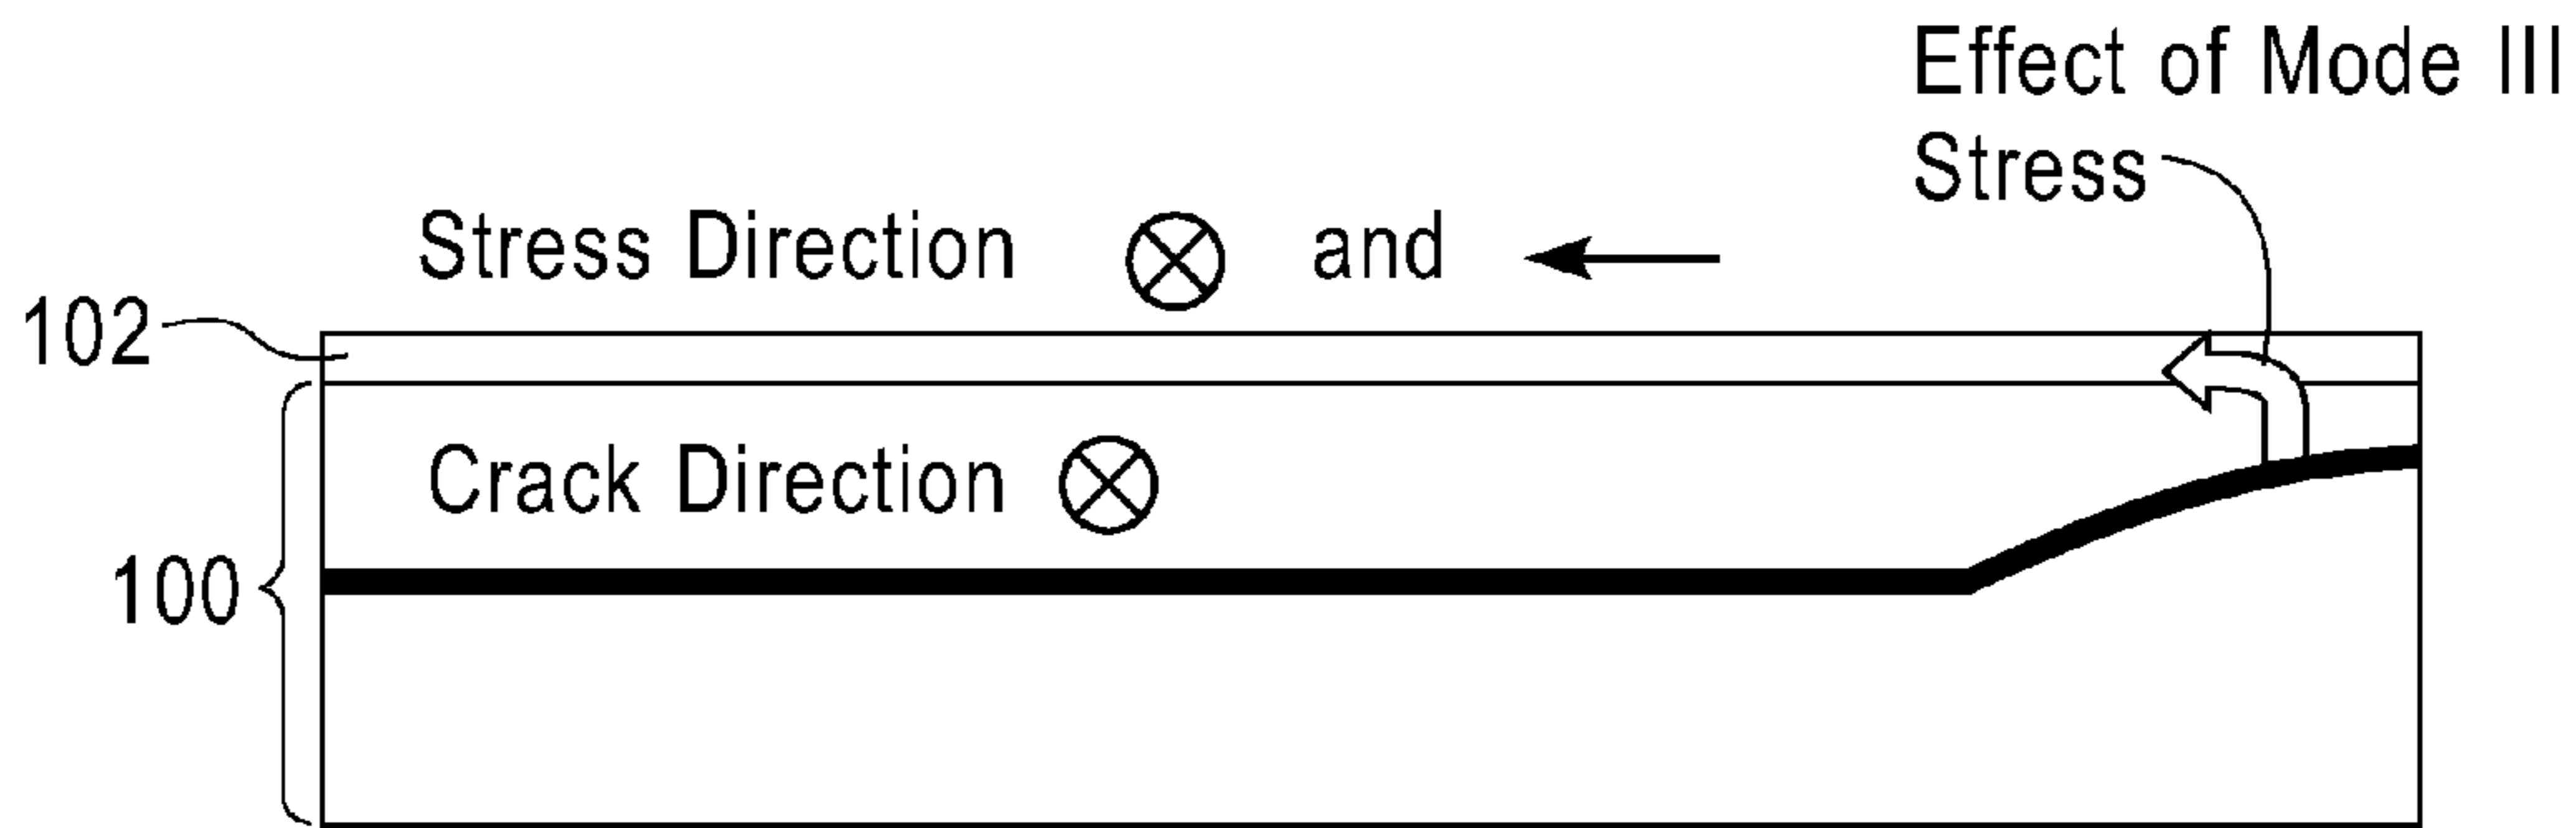 Effect of Mode III
Stress
Stress Direction and
102
Crack Direction
100